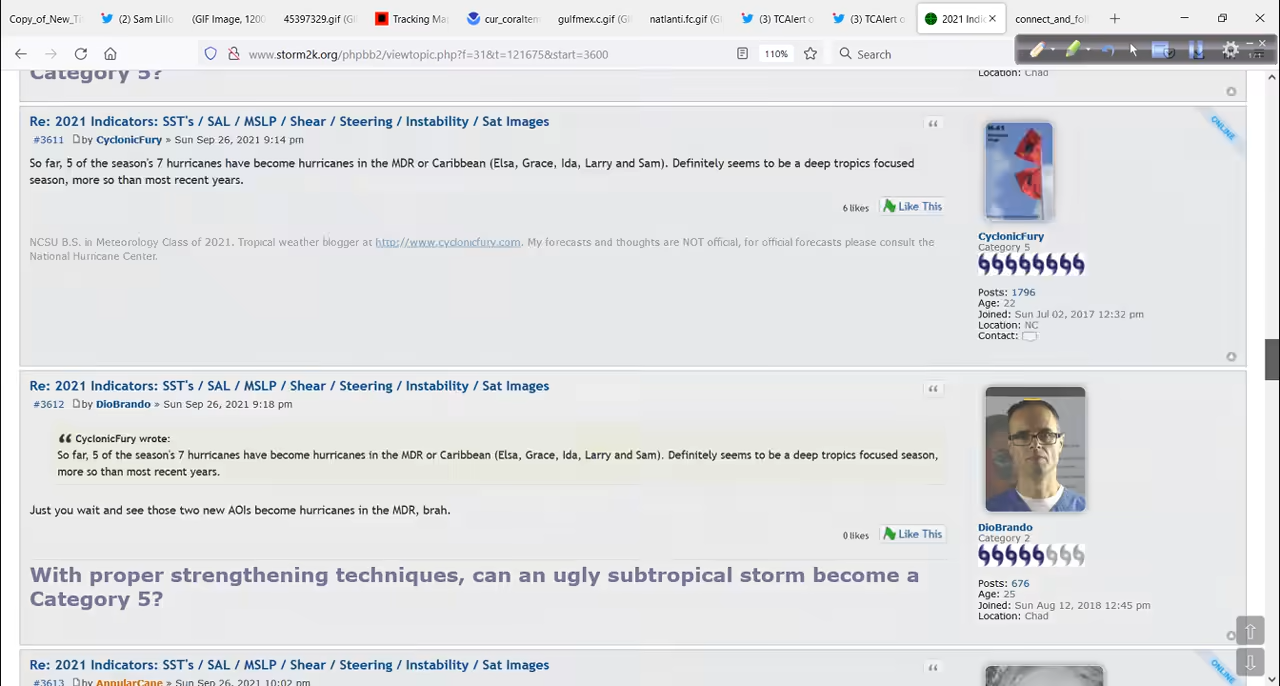 Copy_of_New_Ti
(2) Sam Lillo
(GIF Image, 1200
45397329.gif (G
Tracking Ma
cur_coraltem
gulfmex.c.gif (G
natlanti.fc.gif (G
(3) TCAlert o
(3) TCAlert o
2021 Indic
connect_and_fol
www.storm2k.org/phpbb2/viewtopic.php?f=31&t=121675&start=3600
110%
Search
Category 5?
Location: Chad
Re: 2021 Indicators: SST's / SAL / MSLP / Shear / Steering / Instability / Sat Images
#3611 by CyclonicFury » Sun Sep 26, 2021 9:14 pm
ONLINE
So far, 5 of the season's 7 hurricanes have become hurricanes in the MDR or Caribbean (Elsa, Grace, Ida, Larry and Sam). Definitely seems to be a deep tropics focused
season, more so than most recent years.
6 likes Like This
NCSU B.S. in Meteorology Class of 2021. Tropical weather blogger at http://www.cyclonicfury.com. My forecasts and thoughts are NOT official, for official forecasts please consult the
National Hurricane Center.
CyclonicFury
Category 5
Posts: 1796
Age: 22
Joined: Sun Jul 02, 2017 12:32 pm
Location: NC
Contact:
Re: 2021 Indicators: SST's / SAL / MSLP / Shear / Steering / Instability / Sat Images
#3612 by DioBrando » Sun Sep 26, 2021 9:18 pm
CyclonicFury wrote:
So far, 5 of the season's 7 hurricanes have become hurricanes in the MDR or Caribbean (Elsa, Grace, Ida, Larry and Sam). Definitely seems to be a deep tropics focused season,
more so than most recent years.
Just you wait and see those two new AOIs become hurricanes in the MDR, brah.
0 likes Like This
With proper strengthening techniques, can an ugly subtropical storm become a
Category 5?
DioBrando
Category 2
Posts: 676
Age: 25
Joined: Sun Aug 12, 2018 12:45 pm
Location: Chad
Re: 2021 Indicators: SST's / SAL / MSLP / Shear / Steering / Instability / Sat Images
#3613 by AnnularCane » Sun Sep 26, 2021 10:02 pm
ONLINE